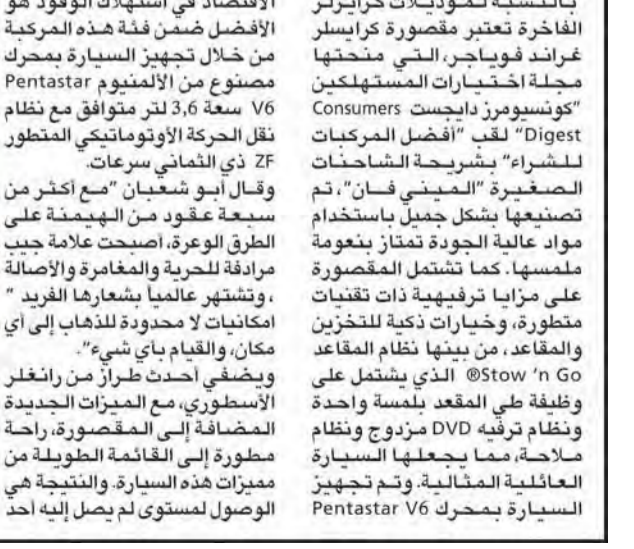 بالنسبة لموديلات كرايزلر
الفاخرة تعتبر مقصورة كرايسلر
غراند فوياجر، التي منحتها
مجلة اختيارات المستهلكين
"كونسيومرز دايجست Consumers
Digest" لقب "أفضل المركبات
للشراء" بشريحة الشاحنات
الصغيرة "الميني فان"، تم
تصنيعها بشكل جميل باستخدام
مواد عالية الجودة تمتاز بنعومة
ملمسها. كما تشتمل المقصورة
على مزايا ترفيهية ذات تقنيات
متطورة، وخيارات ذكية للتخزين
والمقاعد، من بينها نظام المقاعد
Stow 'n Go® الذي يشتمل على
وظيفة طي المقعد بلمسة واحدة
ونظام ترفيه DVD مزدوج ونظام
ملاحة، مما يجعلها السيارة
العائلية المثالية. وتم تجهيز
السيارة بمحرك Pentastar V6
الاقتصاد في استهلاك الوقود هو
الأفضل ضمن فئة هذه المركبة
من خلال تجهيز السيارة بمحرك
مصنوع من الألمنيوم Pentastar
V6 سعة 3,6 لتر متوافق مع نظام
نقل الحركة الأوتوماتيكي المتطور
ZF ذي الثماني سرعات.
وقال أبو شعبان "مع أكثر من
سبعة عقود من الهيمنة على
الطرق الوعرة، أصبحت علامة جيب
مرادفة للحرية والمغامرة والأصالة
، وتشتهر عالمياً بشعارها الفريد "
امكانيات لا محدودة للذهاب إلى أي
مكان، والقيام بأي شيء".
ويضفي أحدث طراز من رانغلر
الأسطوري، مع الميزات الجديدة
المضافة إلى المقصورة، راحة
مطورة إلى القائمة الطويلة من
مميزات هذه السيارة. والنتيجة هي
الوصول لمستوى لم يصل إليه أحد